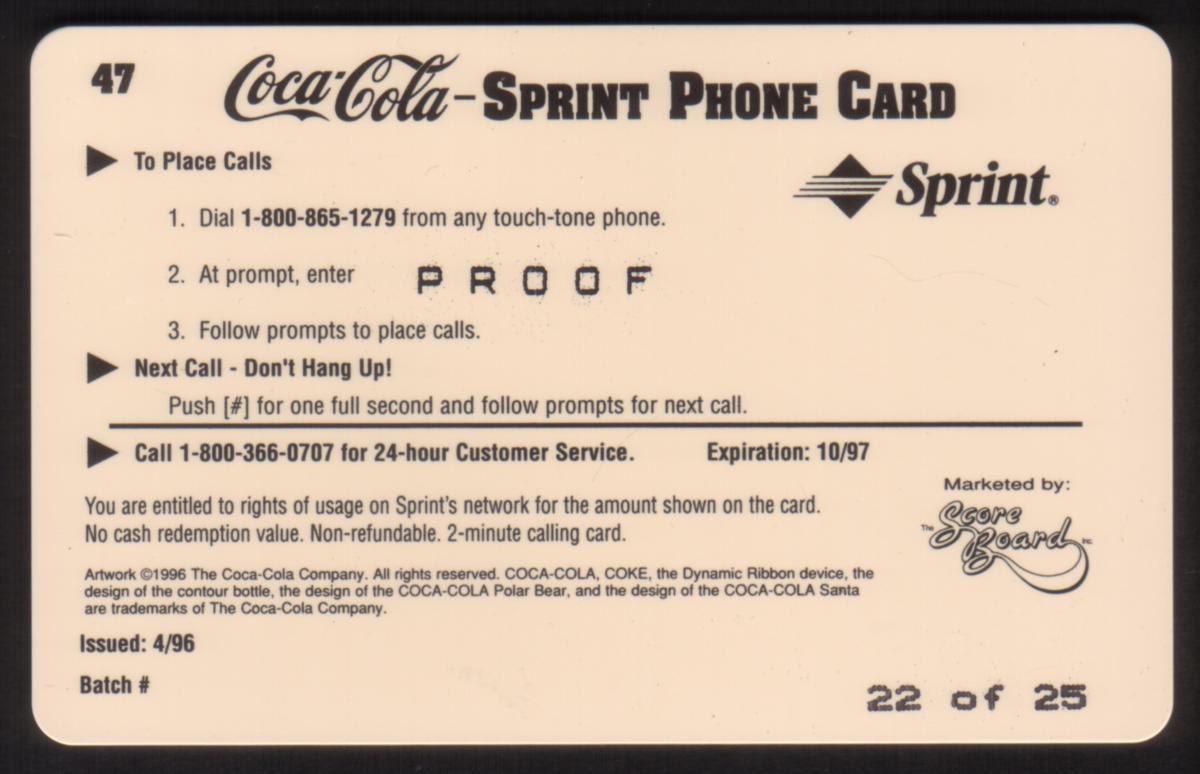 47
Coca-Cola - SPRINT PHONE CARD
To Place Calls
Sprint®
1. Dial 1-800-865-1279 from any touch-tone phone.
2. At prompt, enter PROOF
3. Follow prompts to place calls.
Next Call - Don't Hang Up!
Push [#] for one full second and follow prompts for next call.
Call 1-800-366-0707 for 24-hour Customer Service. Expiration: 10/97
You are entitled to rights of usage on Sprint's network for the amount shown on the card.
No cash redemption value. Non-refundable. 2-minute calling card.
Marketed by:
The Score Board Inc.
Artwork ©1996 The Coca-Cola Company. All rights reserved. COCA-COLA, COKE, the Dynamic Ribbon device, the
design of the contour bottle, the design of the COCA-COLA Polar Bear, and the design of the COCA-COLA Santa
are trademarks of The Coca-Cola Company.
Issued: 4/96
Batch #
22 of 25